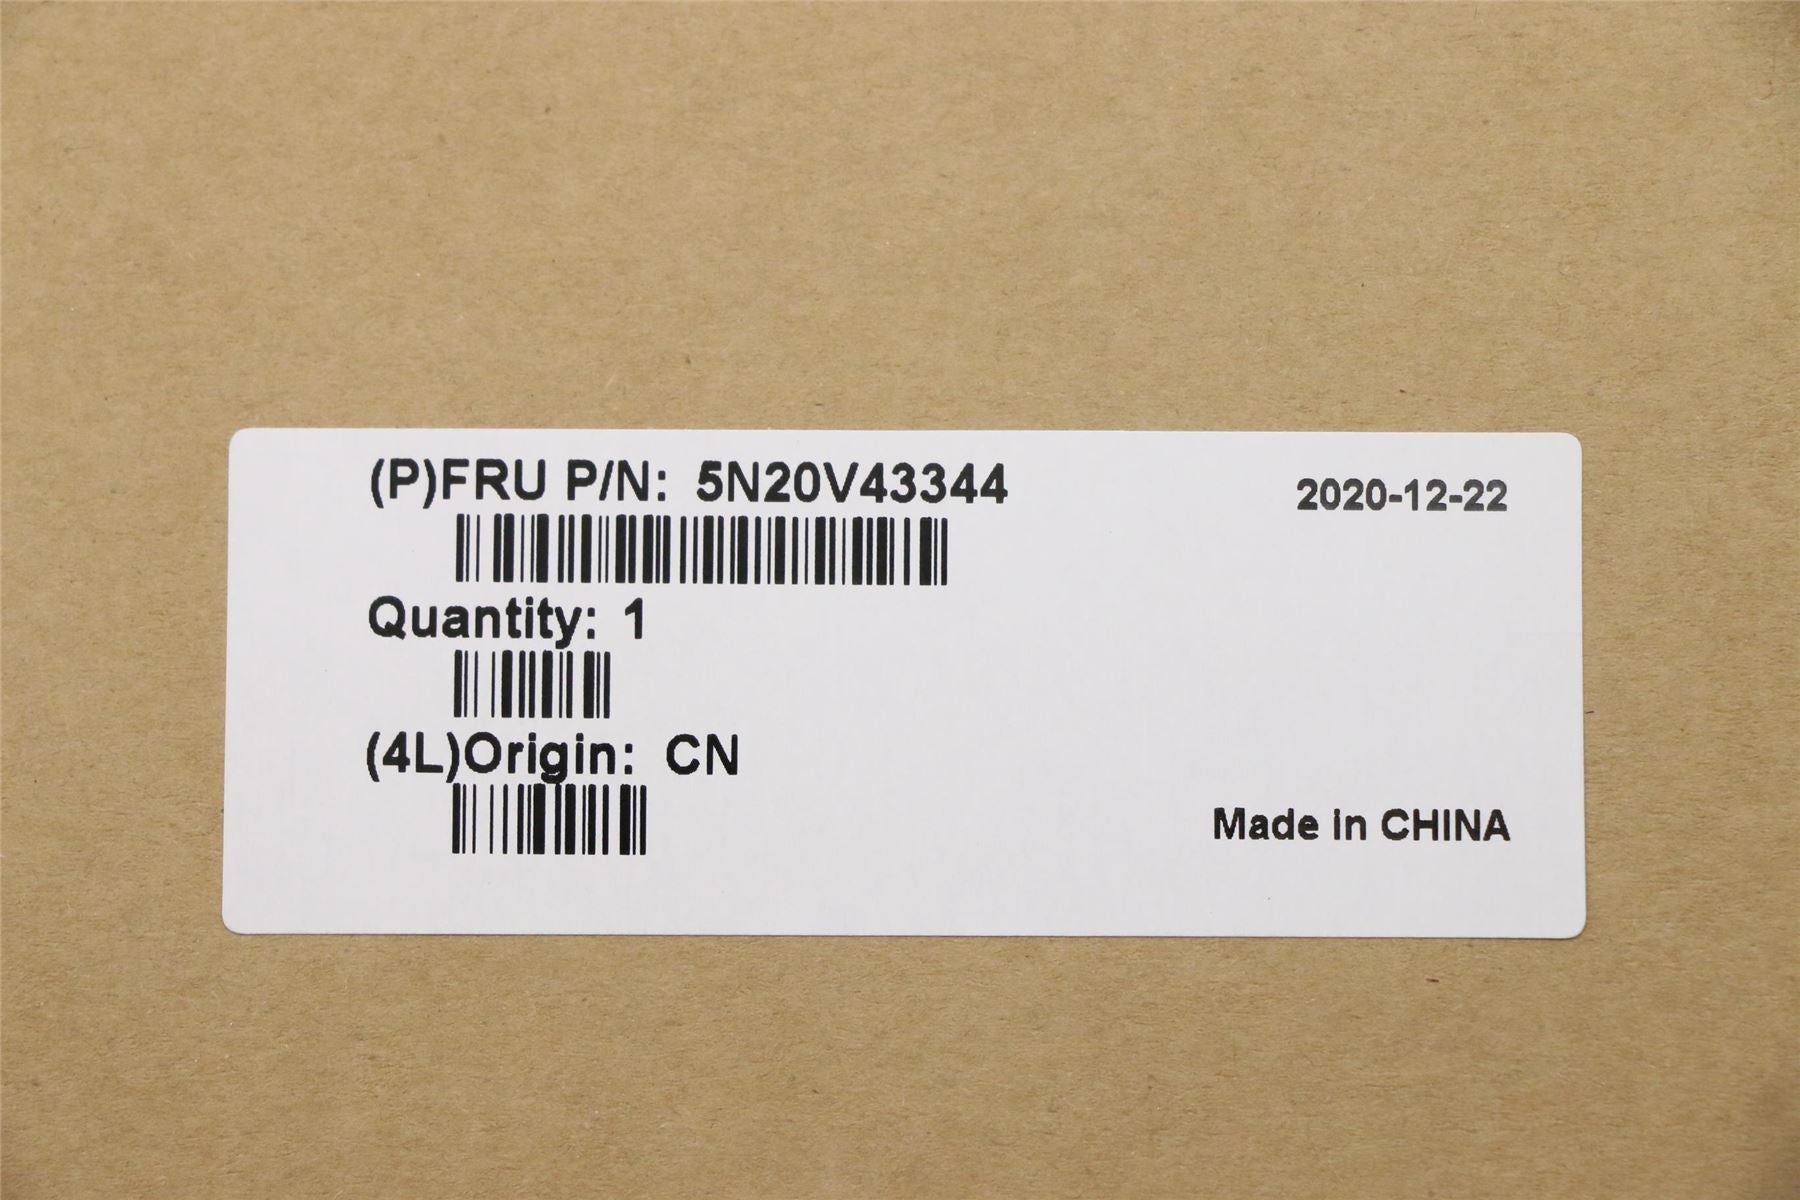 (P)FRU P/N: 5N20V43344
2020-12-22
Quantity: 1
(4L)Origin: CN
Made in CHINA